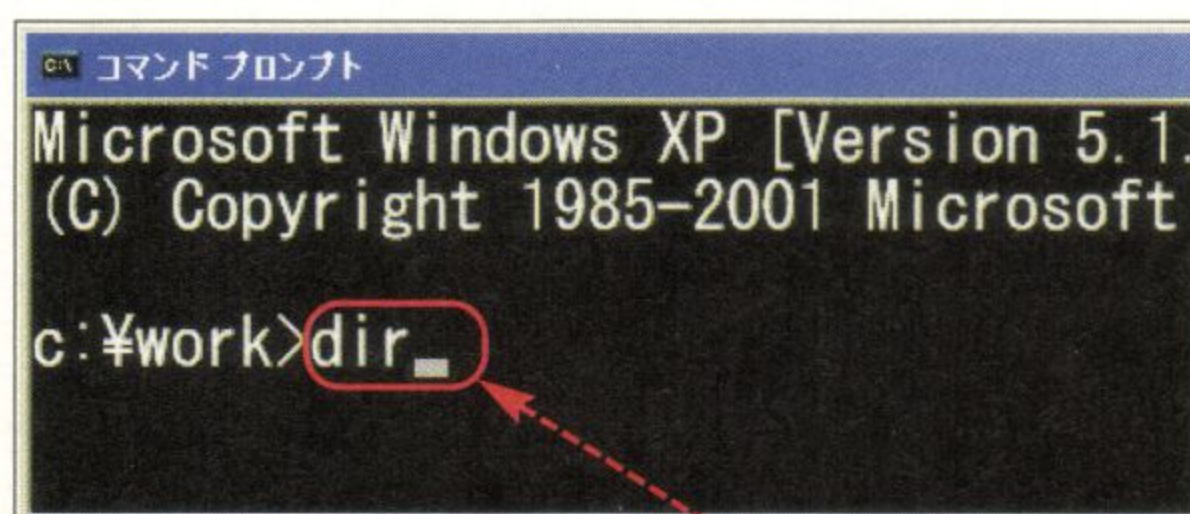 コマンド プロンプト
Microsoft Windows XP [Version 5.1.
(C) Copyright 1985-2001 Microsoft
c:¥work>dir_